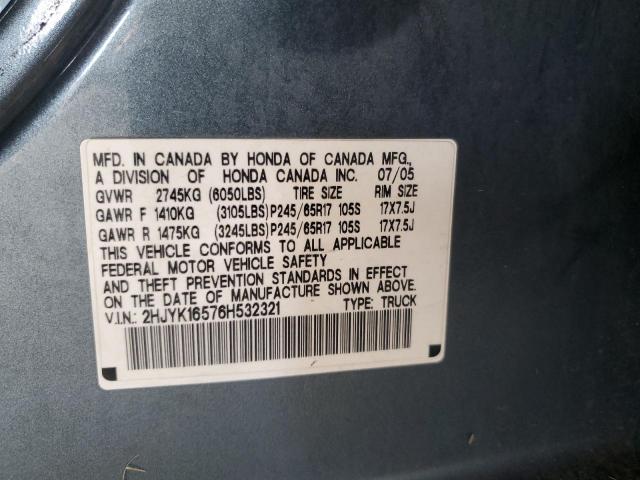 MFD. IN CANADA BY HONDA OF CANADA MFG.,
A DIVISION OF HONDA CANADA INC. 07/05
GVWR 2745KG (6050LBS) TIRE SIZE RIM SIZE
GAWR F 1410KG (3105LBS)P245/65R17 105S 17X7.5J
GAWR R 1475KG (3245LBS)P245/65R17 105S 17X7.5J
THIS VEHICLE CONFORMS TO ALL APPLICABLE
FEDERAL MOTOR VEHICLE SAFETY
AND THEFT PREVENTION STANDARDS IN EFFECT
ON THE DATE OF MANUFACTURE SHOWN ABOVE.
V.I.N.: 2HJYK16576H532321 TYPE: TRUCK